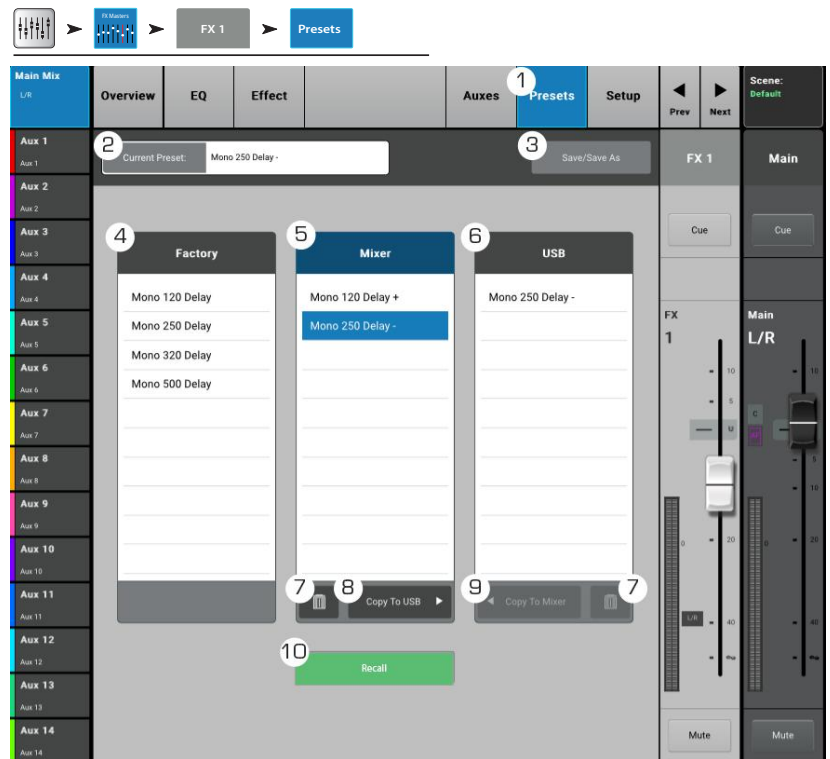 FX Masters
FX 1
Presets
Main Mix
L/R
Overview
EQ
Effect
Auxes
1
Presets
Setup
Prev
Next
Scene:
Default
Aux 1
Aux 1
Aux 2
Aux 2
Aux 3
Aux 3
Aux 4
Aux 4
Aux 5
Aux 5
Aux 6
Aux 6
Aux 7
Aux 7
Aux 8
Aux 8
Aux 9
Aux 9
Aux 10
Aux 10
Aux 11
Aux 11
Aux 12
Aux 12
Aux 13
Aux 13
Aux 14
Aux 14
2
Current Preset:
Mono 250 Delay -
3
Save/Save As
4
Factory
Mono 120 Delay
Mono 250 Delay
Mono 320 Delay
Mono 500 Delay
5
Mixer
Mono 120 Delay +
Mono 250 Delay -
7
8
Copy To USB
6
USB
Mono 250 Delay -
9
Copy To Mixer
7
10
Recall
FX 1
Cue
FX
1
10
5
U
0
20
L/R
40
∞
Mute
Main
Cue
Main
L/R
10
C
5
10
0
20
40
∞
Mute